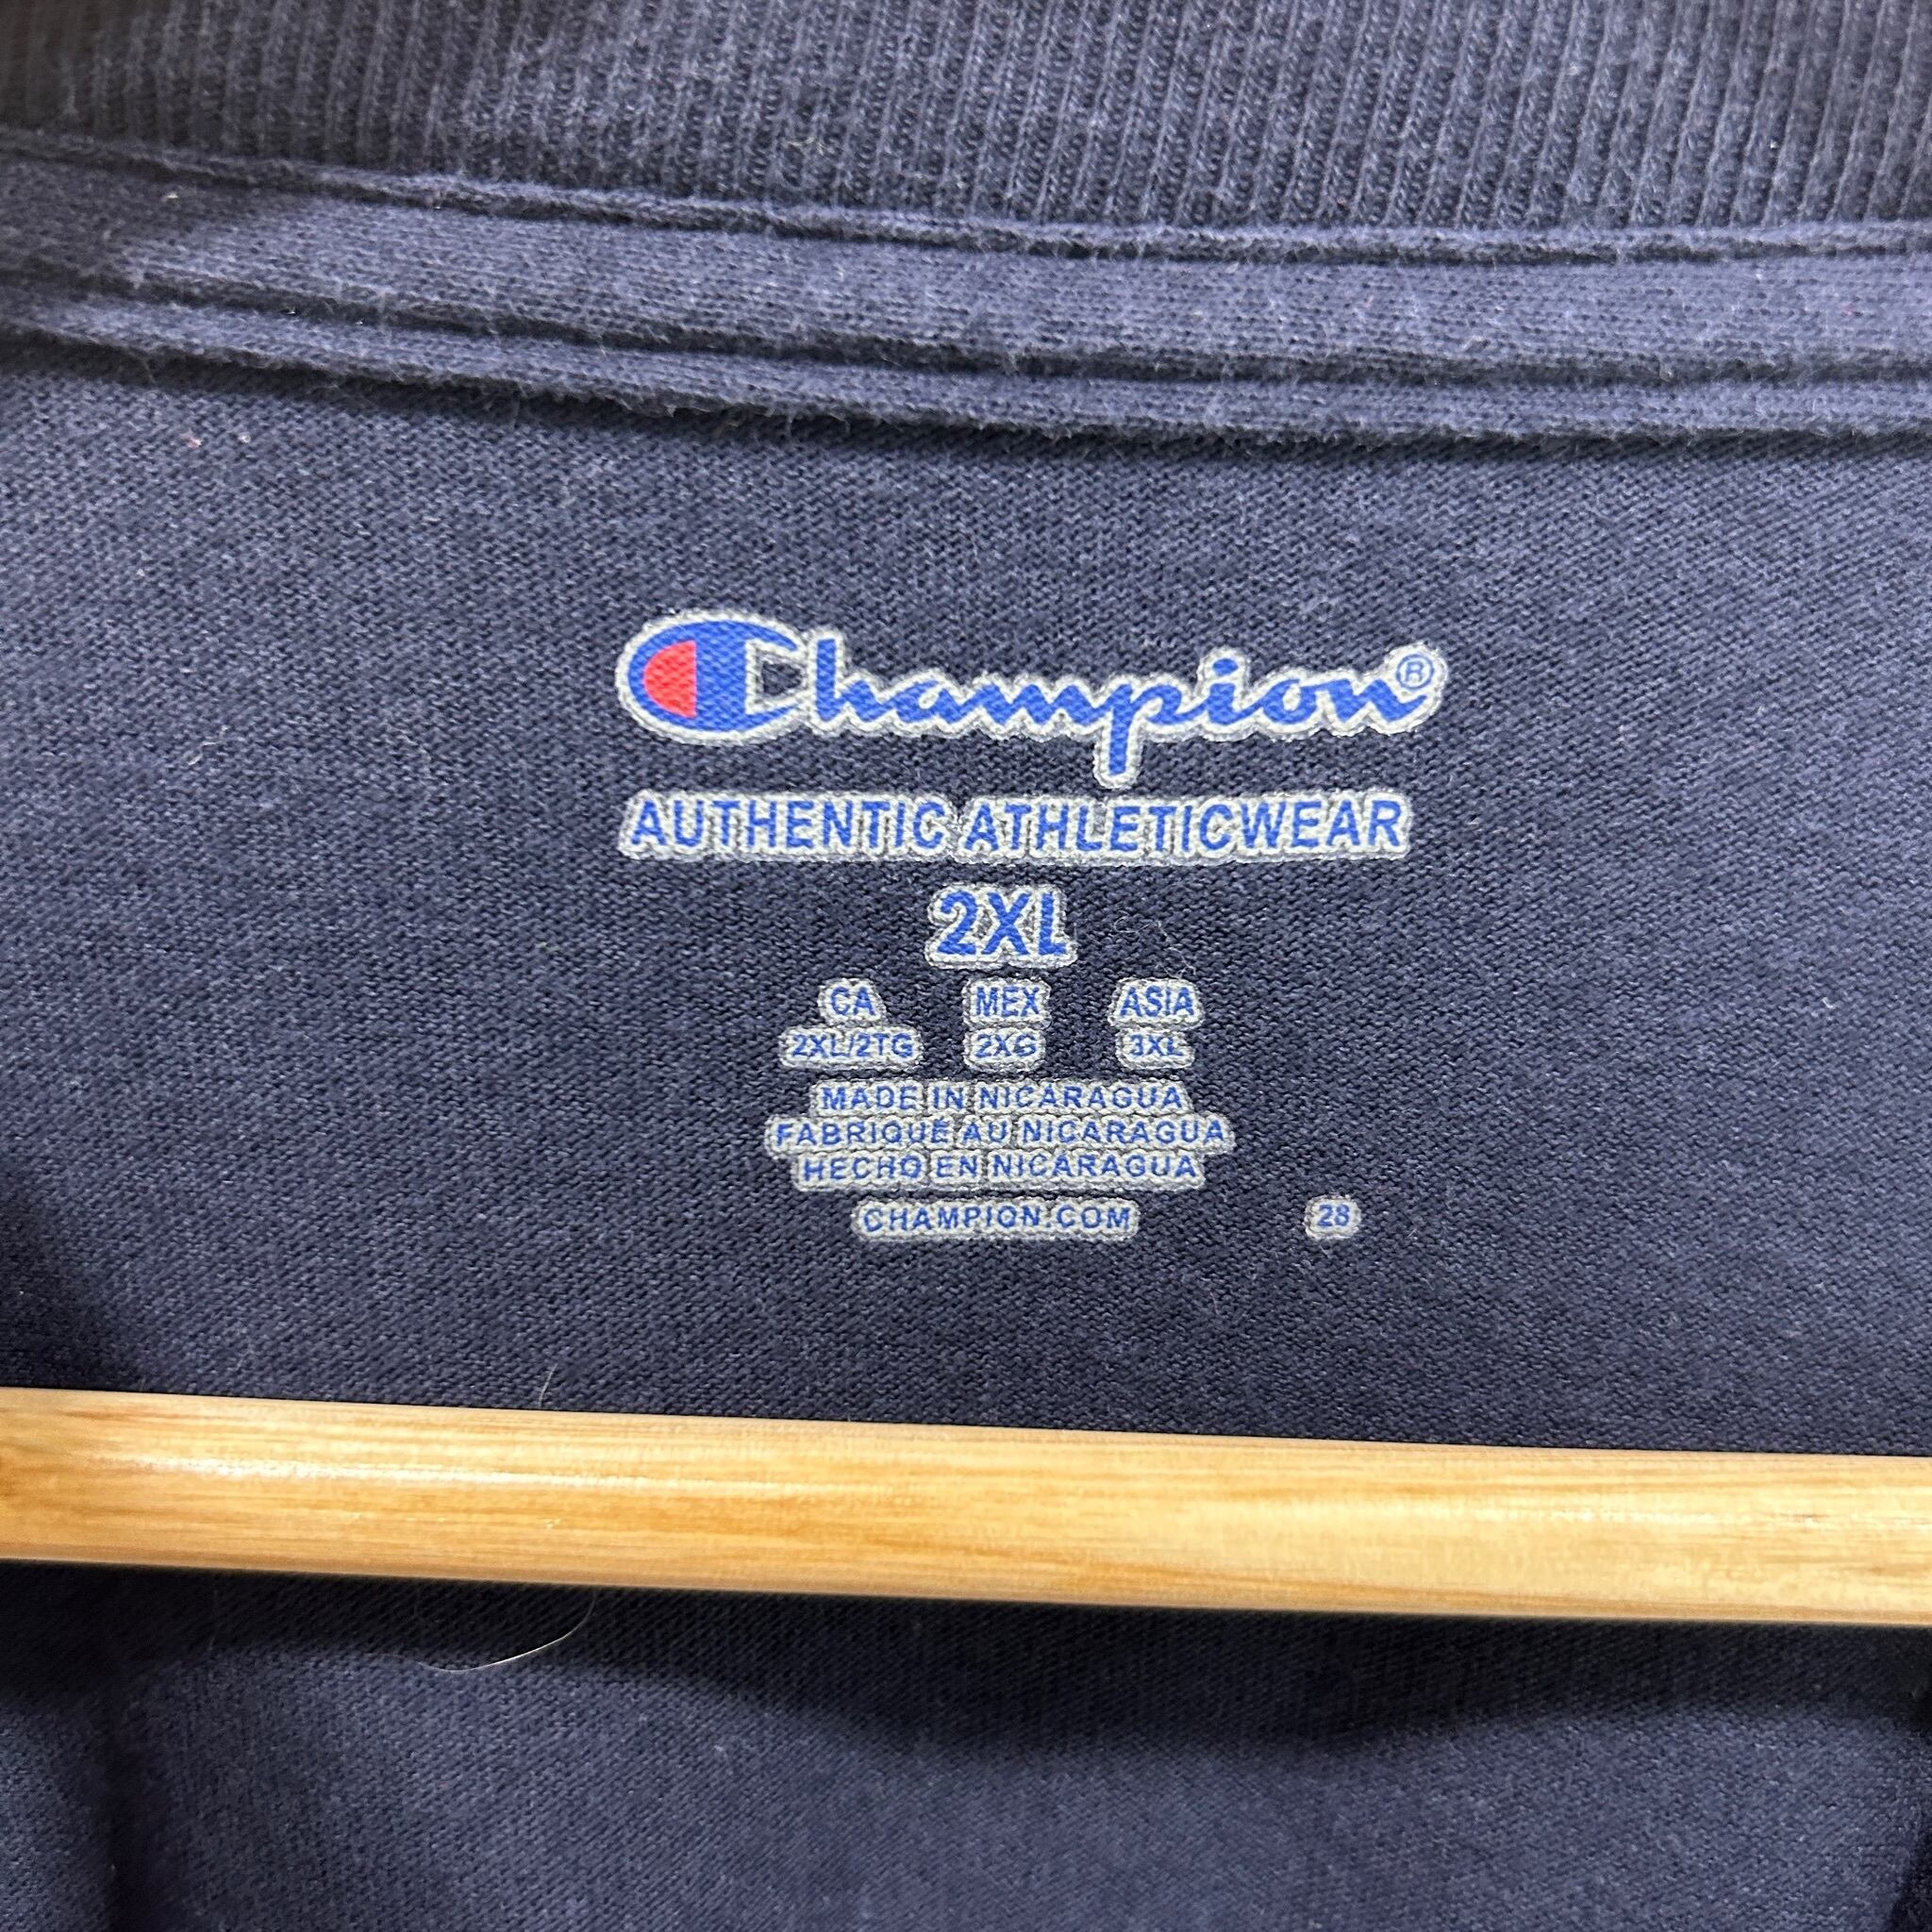 Champion®
AUTHENTIC ATHLETICWEAR
2XL
CA MEX ASIA
2XL/2TG 2XG 3XL
MADE IN NICARAGUA
FABRIQUÉ AU NICARAGUA
HECHO EN NICARAGUA
CHAMPION.COM 28